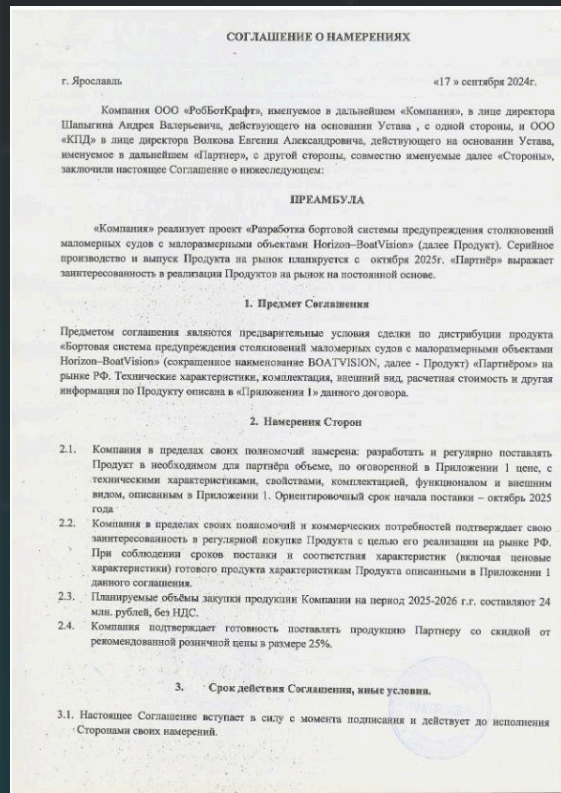 СОГЛАШЕНИЕ О НАМЕРЕНИЯХ
г. Ярославль «17 » сентября 2024г.
Компания ООО «РобБотКрафт», именуемое в дальнейшем «Компания», в лице директора
Шапыгина Андрея Валерьевича, действующего на основании Устава , с одной стороны, и ООО
«КПД» в лице директора Волкова Евгения Александровича, действующего на основании Устава,
именуемое в дальнейшем «Партнер», с другой стороны, совместно именуемые далее «Стороны»,
заключили настоящее Соглашение о нижеследующем:
ПРЕАМБУЛА
«Компания» реализует проект «Разработка бортовой системы предупреждения столкновений
маломерных судов с малоразмерными объектами Horizon–BoatVision» (далее Продукт). Серийное
производство и выпуск Продукта на рынок планируется с октября 2025г. «Партнёр» выражает
заинтересованность в реализации Продуктов на рынок на постоянной основе.
1. Предмет Соглашения
Предметом соглашения являются предварительные условия сделки по дистрибуции продукта
«Бортовая система предупреждения столкновений маломерных судов с малоразмерными объектами
Horizon–BoatVision» (сокращенное наименование BOATVISION, далее - Продукт) «Партнёром» на
рынке РФ. Технические характеристики, комплектация, внешний вид, расчетная стоимость и другая
информация по Продукту описана в «Приложении 1» данного договора.
2. Намерения Сторон
2.1. Компания в пределах своих полномочий намерена: разработать и регулярно поставлять
Продукт в необходимом для партнёра объеме, по оговоренной в Приложении 1 цене, с
техническими характеристиками, свойствами, комплектацией, функционалом и внешним
видом, описанным в Приложении 1. Ориентировочный срок начала поставки – октябрь 2025
года
2.2. Компания в пределах своих полномочий и коммерческих потребностей подтверждает свою
заинтересованность в регулярной покупке Продукта с целью его реализации на рынке РФ.
При соблюдении сроков поставки и соответствия характеристик (включая ценовые
характеристики) готового продукта характеристикам Продукта описанными в Приложении 1
данного соглашения.
2.3. Планируемые объёмы закупки продукции Компании на период 2025-2026 г.г. составляют 24
млн. рублей, без НДС.
2.4. Компания подтверждает готовность поставлять продукцию Партнеру со скидкой от
рекомендованной розничной цены в размере 25%.
3. Срок действия Соглашения, иные условия.
3.1. Настоящее Соглашение вступает в силу с момента подписания и действует до исполнения
Сторонами своих намерений.